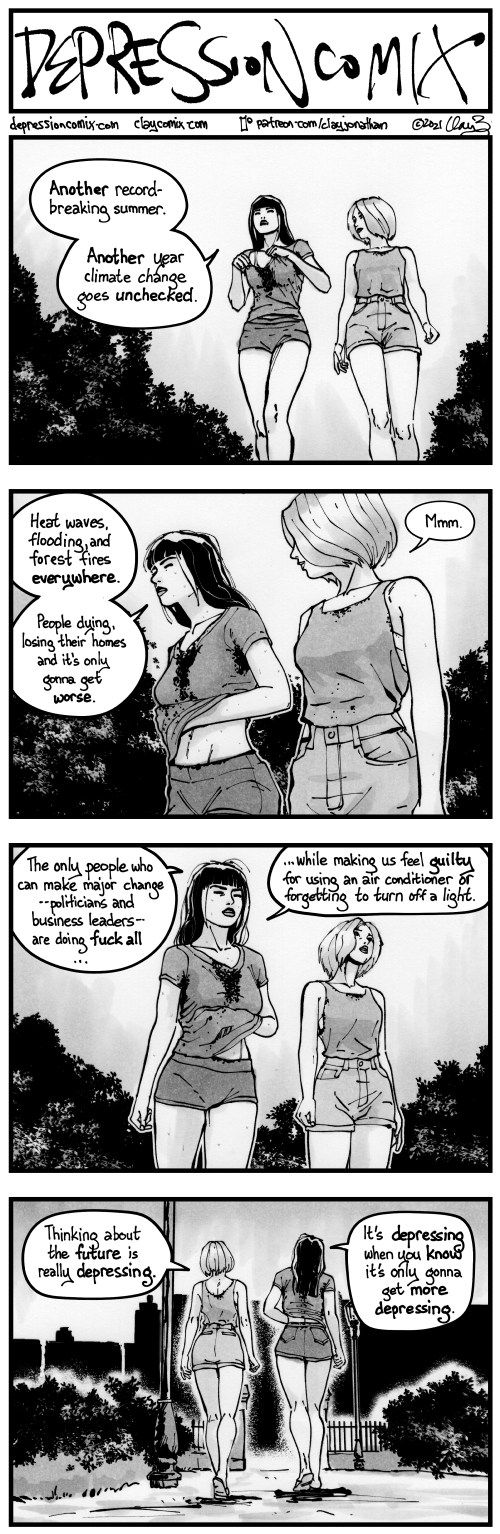 DEPRESSION COMIX
depressioncomix.com claycomix.com patreon.com/clayjonathan ©2021
Another record-
breaking summer.
Another year
climate change
goes unchecked.
Heat waves,
flooding, and
forest fires
everywhere.
People dying,
losing their homes
and it's only
gonna get
worse.
Mmm.
The only people who
can make major change
--politicians and
business leaders--
are doing fuck all
...
...while making us feel guilty
for using an air conditioner or
forgetting to turn off a light.
Thinking about
the future is
really depressing.
It's depressing
when you know
it's only gonna
get more
depressing.